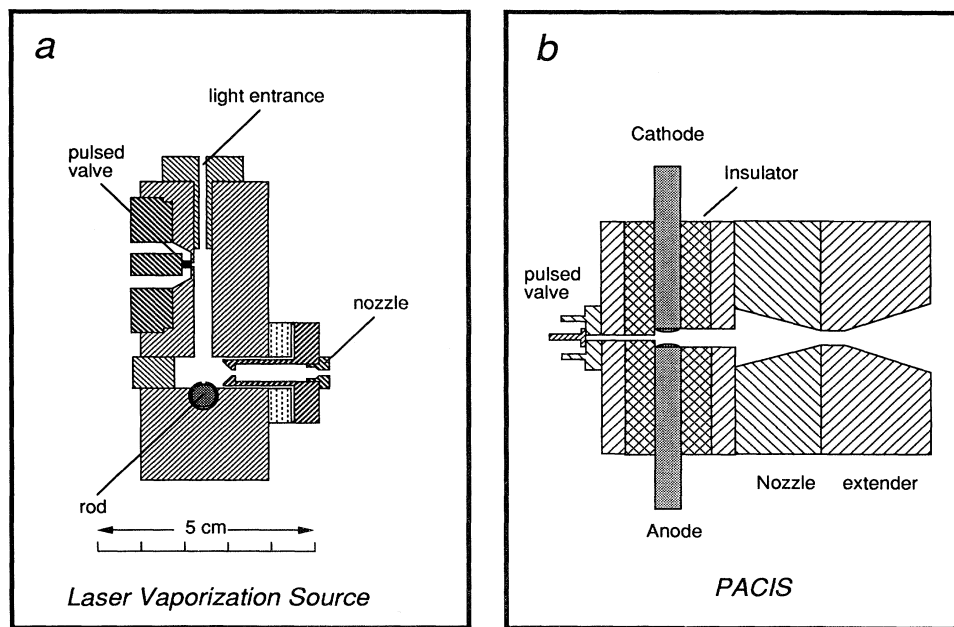 a
light entrance
pulsed
valve
nozzle
rod
5 cm
Laser Vaporization Source
b
Cathode
Insulator
pulsed
valve
Nozzle extender
Anode
PACIS